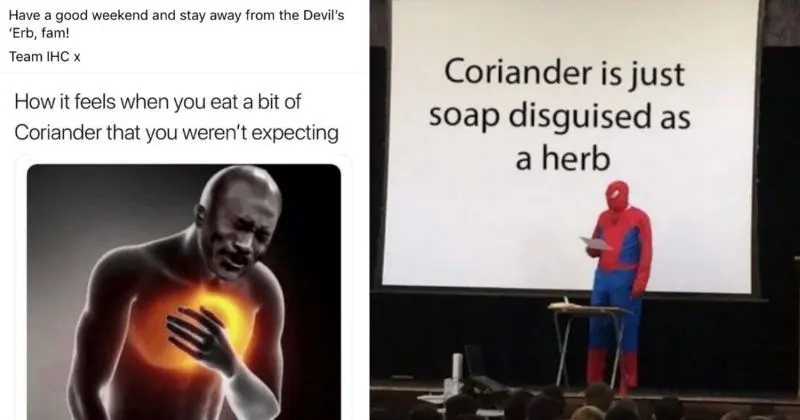 Have a good weekend and stay away from the Devil’s
‘Erb, fam!
Team IHC x
How it feels when you eat a bit of
Coriander that you weren’t expecting
Coriander is just
soap disguised as
a herb